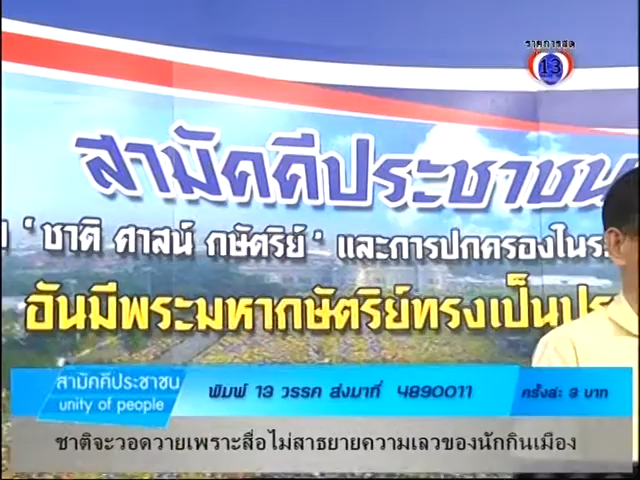 รายการสด
13
สามัคคีประชาชน
'ชาติ ศาสน์ กษัตริย์' และการปกครองในระ
อันมีพระมหากษัตริย์ทรงเป็นประ
สามัคคีประชาชน
unity of people
พิมพ์ 13 วรรค ส่งมาที่ 4890011
ครั้งละ 3 บาท
ชาติจะวอดวายเพราะสื่อไม่สาธยายความเลวของนักกินเมือง